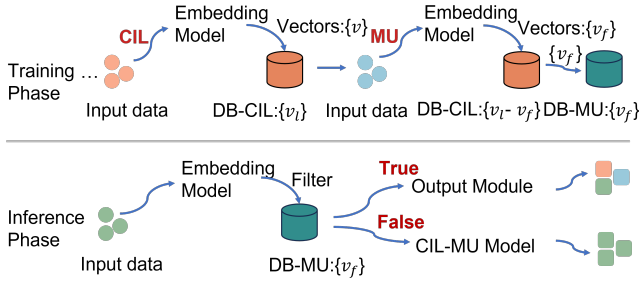 Embedding Model
Vectors:{v}
Embedding Model
Vectors:{v_f}
CIL
MU
{v_f}
Training Phase
...
Input data
DB-CIL:{v_l}
Input data
DB-CIL:{v_l- v_f}
DB-MU:{v_f}
Embedding Model
Filter
True
Output Module
Inference Phase
False
CIL-MU Model
Input data
DB-MU:{v_f}